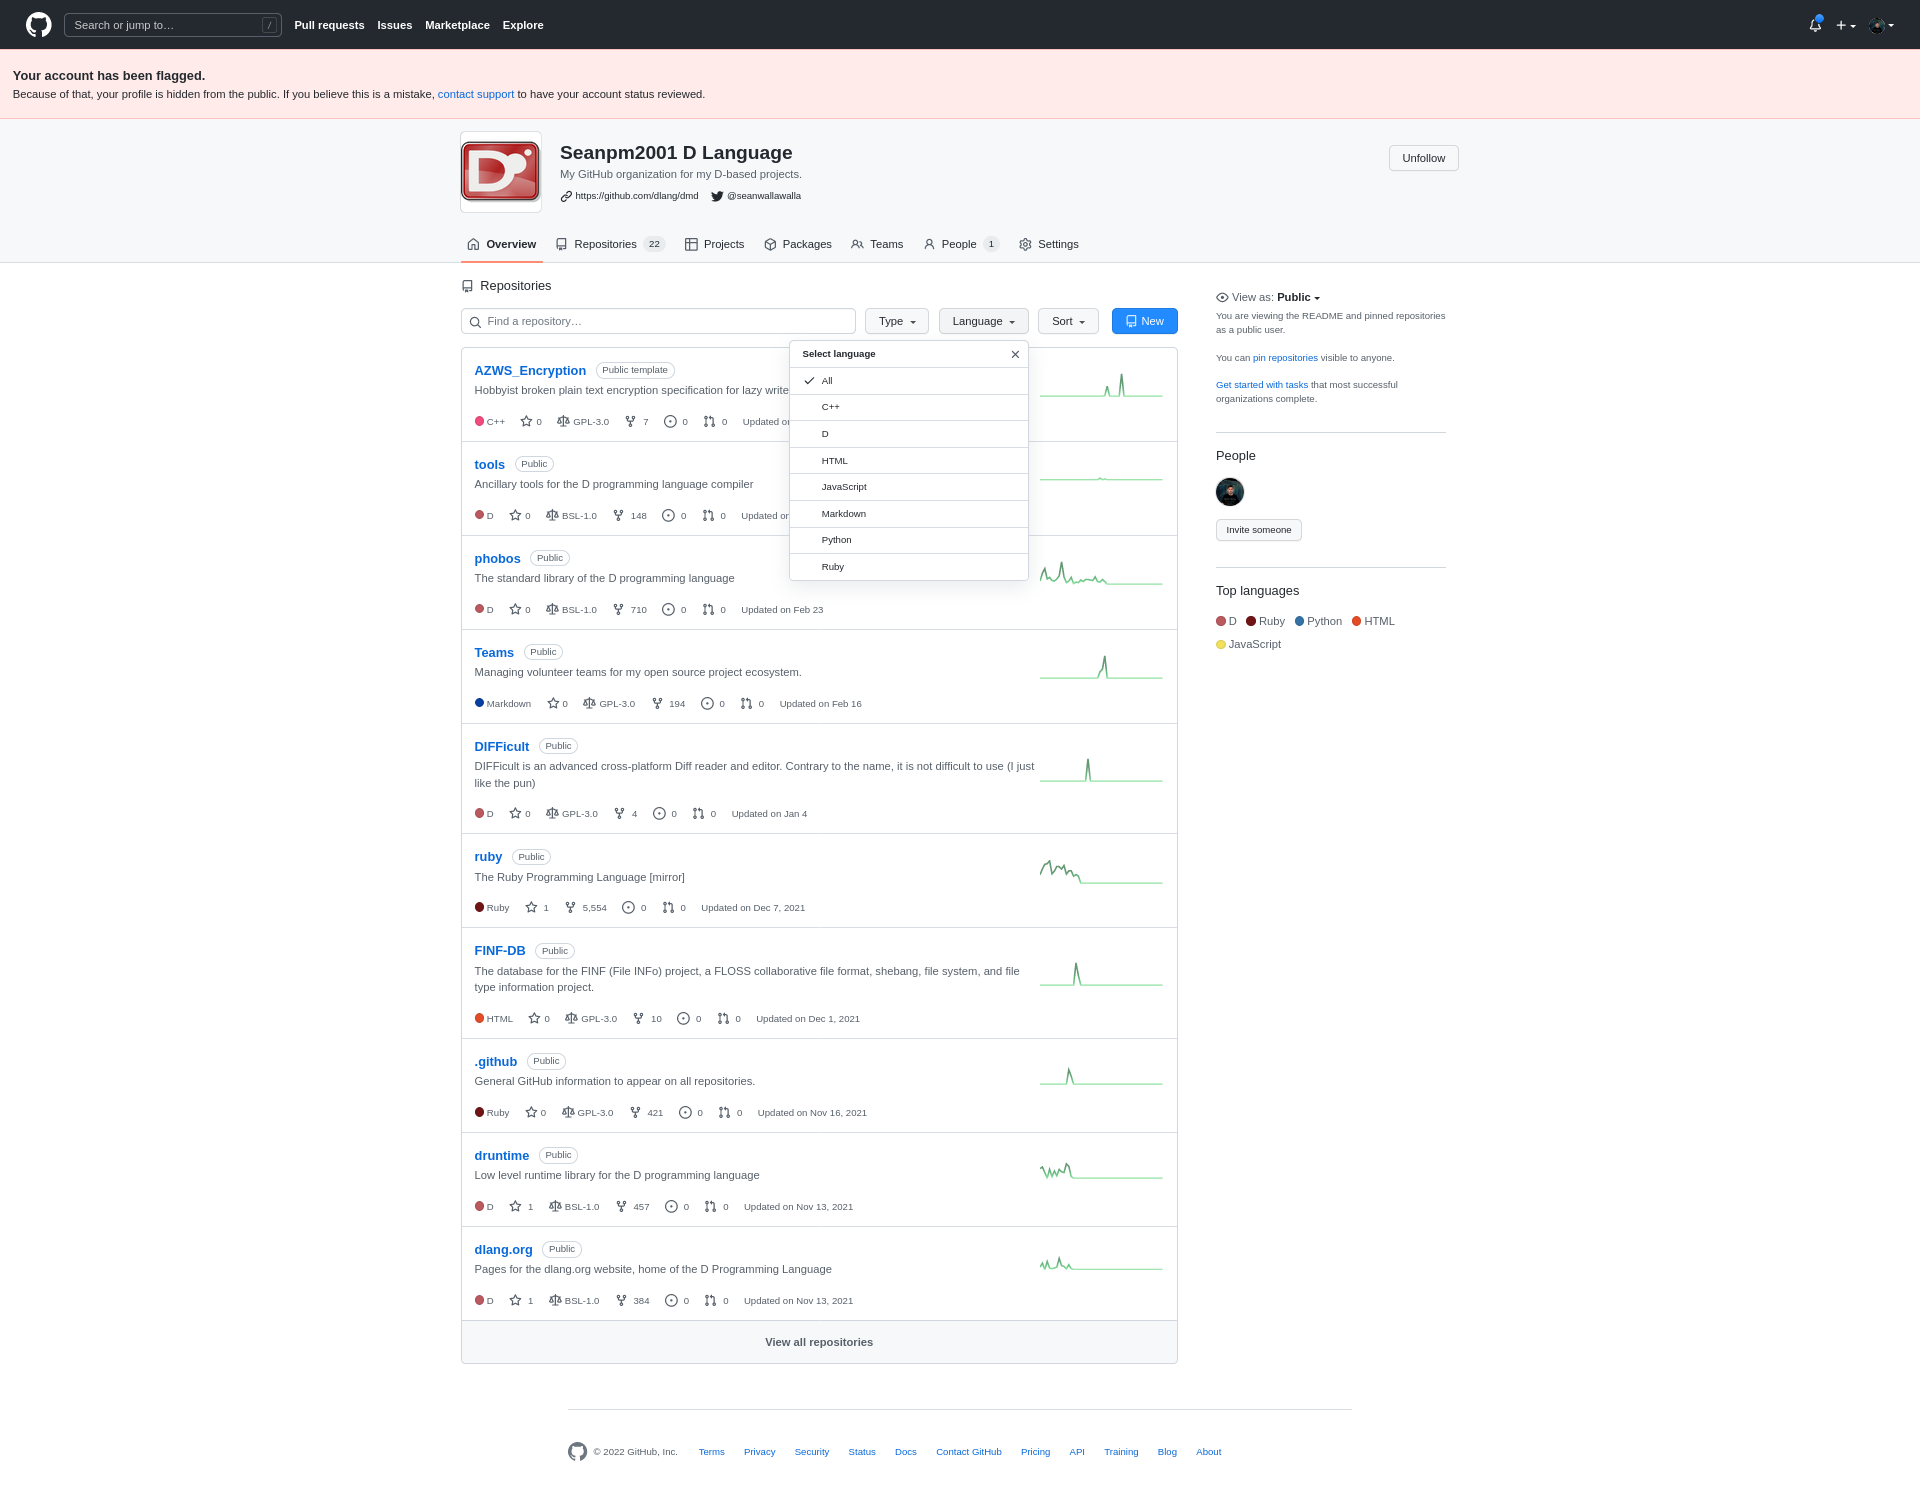 Search or jump to…
/
Pull requests
Issues
Marketplace
Explore
Your account has been flagged.
Because of that, your profile is hidden from the public. If you believe this is a mistake, contact support to have your account status reviewed.
Seanpm2001 D Language
My GitHub organization for my D-based projects.
https://github.com/dlang/dmd
@seanwallawalla
Unfollow
Overview
Repositories 22
Projects
Packages
Teams
People 1
Settings
Repositories
Find a repository…
Type
Language
Sort
New
Select language
All
C++
D
HTML
JavaScript
Markdown
Python
Ruby
AZWS_Encryption Public template
Hobbyist broken plain text encryption specification for lazy write
C++ 0 GPL-3.0 7 0 0 Updated o
tools Public
Ancillary tools for the D programming language compiler
D 0 BSL-1.0 148 0 0 Updated on
phobos Public
The standard library of the D programming language
D 0 BSL-1.0 710 0 0 Updated on Feb 23
Teams Public
Managing volunteer teams for my open source project ecosystem.
Markdown 0 GPL-3.0 194 0 0 Updated on Feb 16
DIFFicult Public
DIFFicult is an advanced cross-platform Diff reader and editor. Contrary to the name, it is not difficult to use (I just
like the pun)
D 0 GPL-3.0 4 0 0 Updated on Jan 4
ruby Public
The Ruby Programming Language [mirror]
Ruby 1 5,554 0 0 Updated on Dec 7, 2021
FINF-DB Public
The database for the FINF (File INFo) project, a FLOSS collaborative file format, shebang, file system, and file
type information project.
HTML 0 GPL-3.0 10 0 0 Updated on Dec 1, 2021
.github Public
General GitHub information to appear on all repositories.
Ruby 0 GPL-3.0 421 0 0 Updated on Nov 16, 2021
druntime Public
Low level runtime library for the D programming language
D 1 BSL-1.0 457 0 0 Updated on Nov 13, 2021
dlang.org Public
Pages for the dlang.org website, home of the D Programming Language
D 1 BSL-1.0 384 0 0 Updated on Nov 13, 2021
View all repositories
View as: Public
You are viewing the README and pinned repositories
as a public user.
You can pin repositories visible to anyone.
Get started with tasks that most successful
organizations complete.
People
Invite someone
Top languages
D Ruby Python HTML
JavaScript
© 2022 GitHub, Inc.
Terms
Privacy
Security
Status
Docs
Contact GitHub
Pricing
API
Training
Blog
About